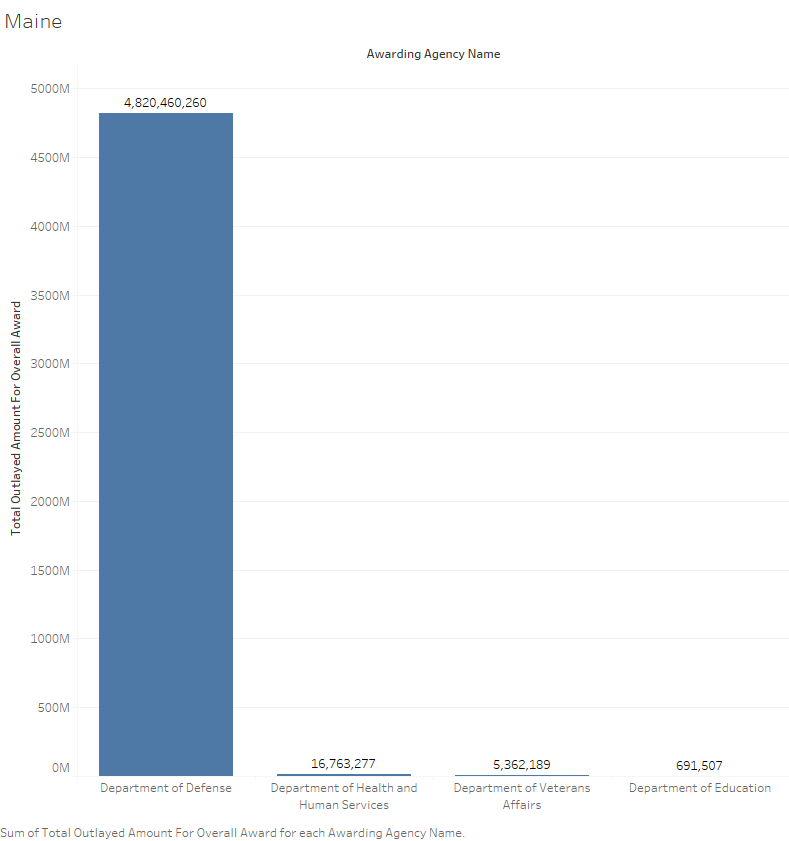 Maine
Awarding Agency Name
Total Outlayed Amount For Overall Award
5000M
4500M
4000M
3500M
3000M
2500M
2000M
1500M
1000M
500M
0M
4,820,460,260
16,763,277
5,362,189
691,507
Department of Defense
Department of Health and
Human Services
Department of Veterans
Affairs
Department of Education
Sum of Total Outlayed Amount For Overall Award for each Awarding Agency Name.